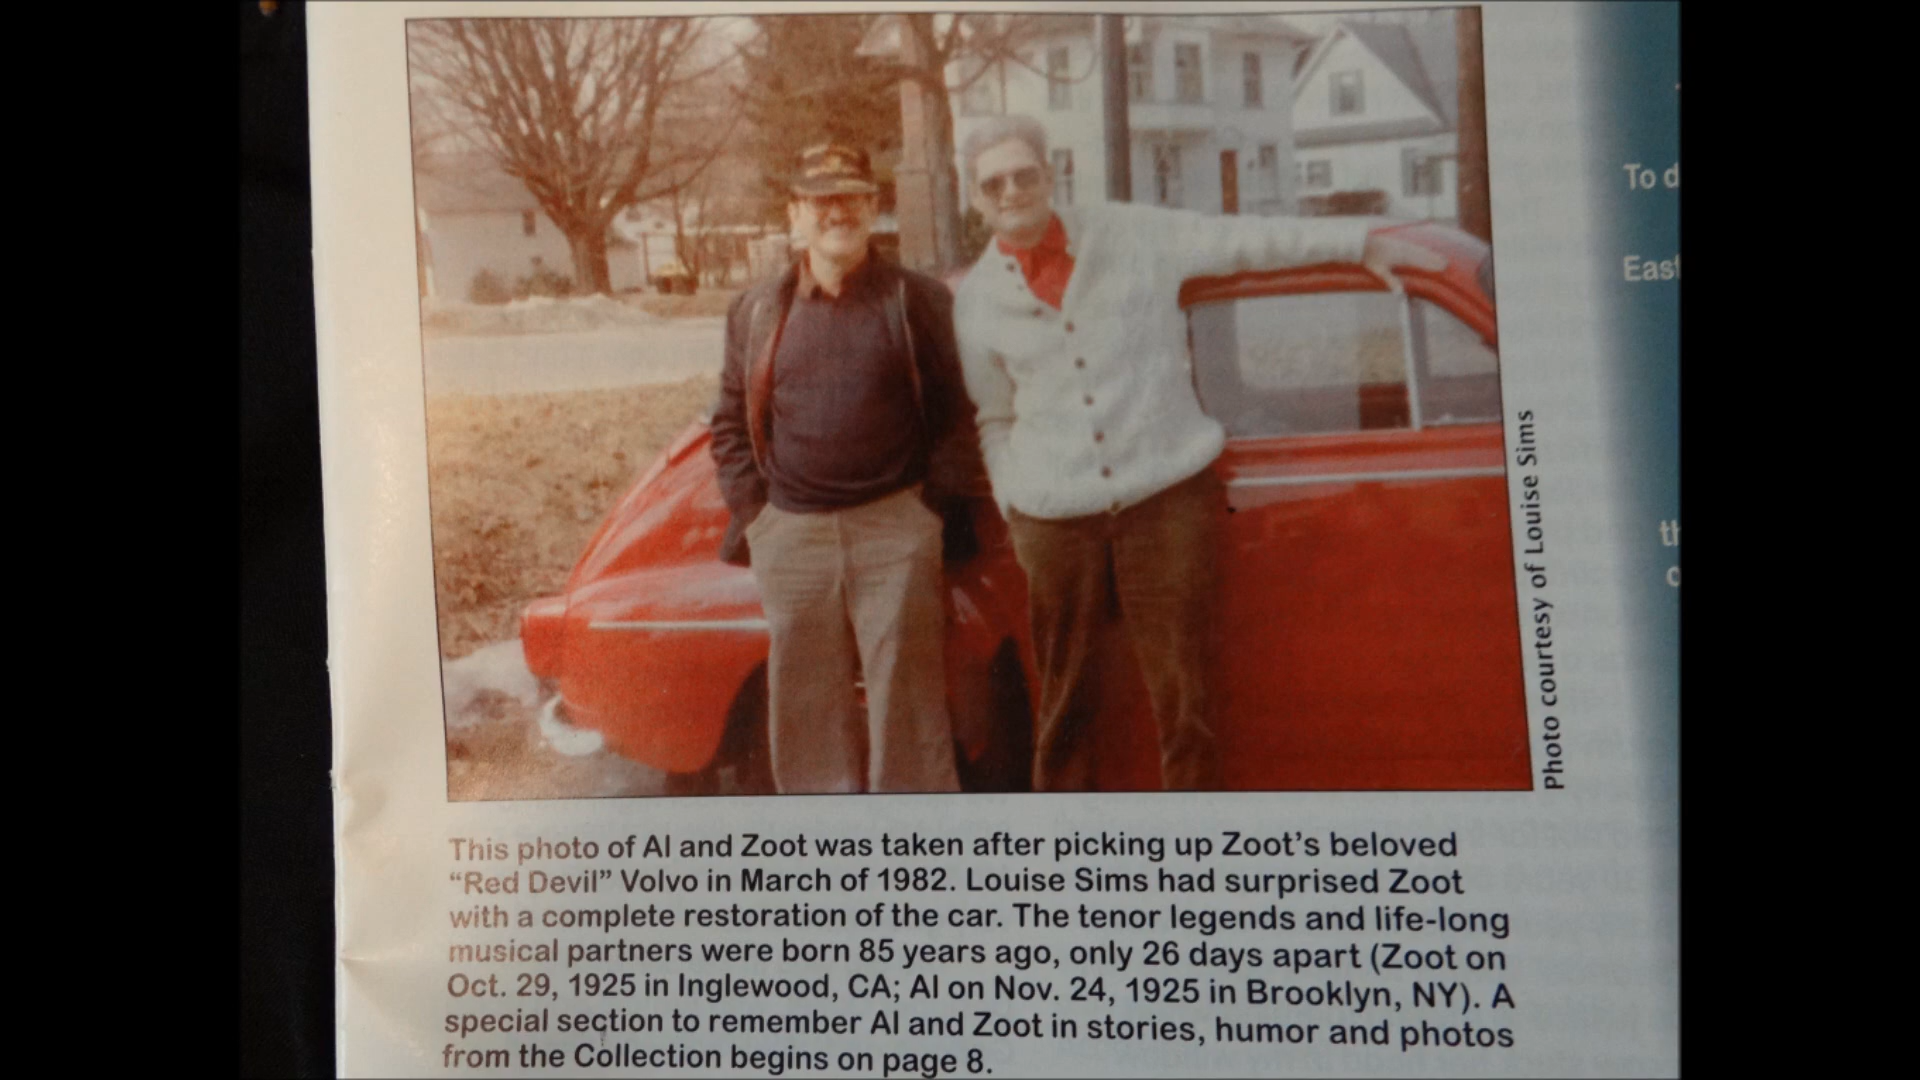 This photo of Al and Zoot was taken after picking up Zoot's beloved
“Red Devil” Volvo in March of 1982. Louise Sims had surprised Zoot
with a complete restoration of the car. The tenor legends and life-long
musical partners were born 85 years ago, only 26 days apart (Zoot on
Oct. 29, 1925 in Inglewood, CA; Al on Nov. 24, 1925 in Brooklyn, NY). A
special section to remember Al and Zoot in stories, humor and photos
from the Collection begins on page 8.
Photo courtesy of Louise Sims
To d
East
th